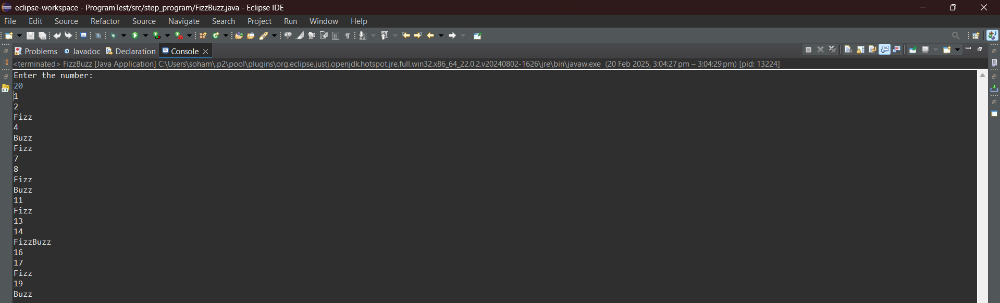 eclipse-workspace - ProgramTest/src/step_program/FizzBuzz.java - Eclipse IDE
File Edit Source Refactor Source Navigate Search Project Run Window Help
Problems Javadoc Declaration Console
<terminated> FizzBuzz [Java Application] C:\Users\soham\.p2\pool\plugins\org.eclipse.justj.openjdk.hotspot.jre.full.win32.x86_64_22.0.2.v20240802-1626\jre\bin\javaw.exe (20 Feb 2025, 3:04:27 pm – 3:04:29 pm) [pid: 13224]
Enter the number:
20
1
2
Fizz
4
Buzz
Fizz
7
8
Fizz
Buzz
11
Fizz
13
14
FizzBuzz
16
17
Fizz
19
Buzz